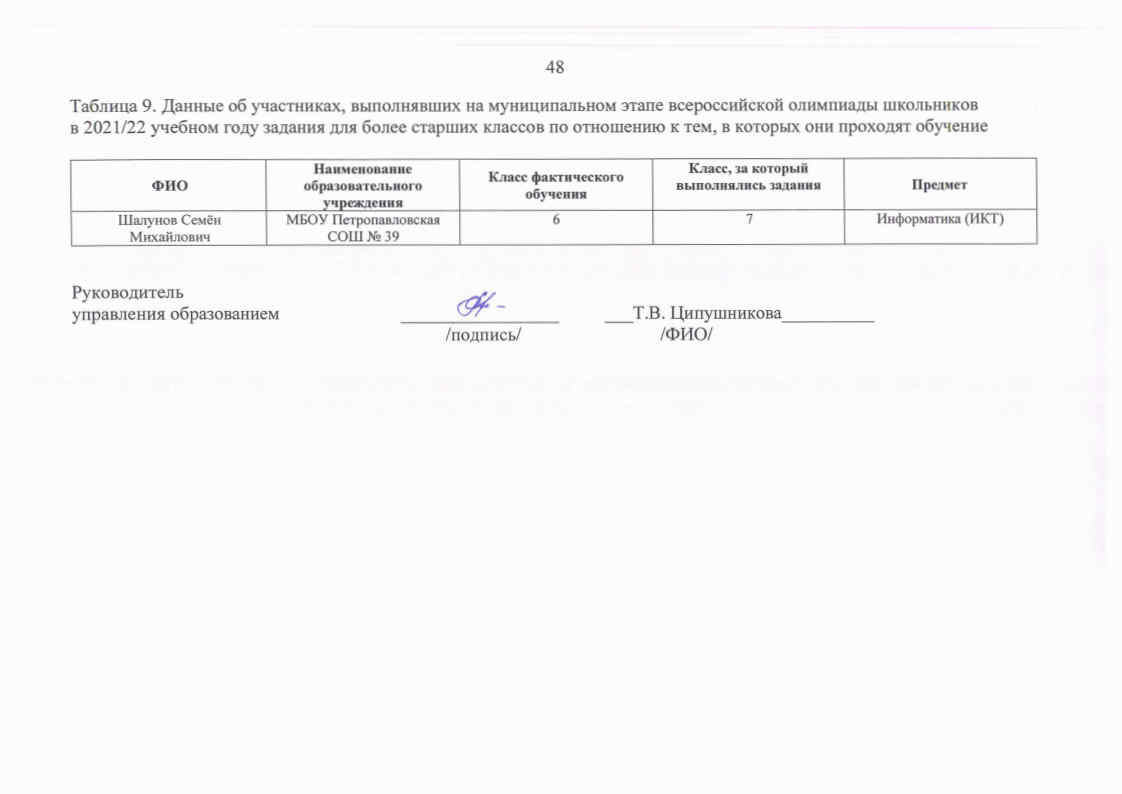 48
Таблица 9. Данные об участниках, выполнявших на муниципальном этапе всероссийской олимпиады школьников
в 2021/22 учебном году задания для более старших классов по отношению к тем, в которых они проходят обучение
ФИО
Наименование
образовательного
учреждения
Класс фактического
обучения
Класс, за который
выполнялись задания
Предмет
Шалунов Семён
Михайлович
МБОУ Петропавловская
СОШ № 39
6
7
Информатика (ИКТ)
Руководитель
управления образованием
___Т.В. Ципушникова__________
/подпись/
/ФИО/